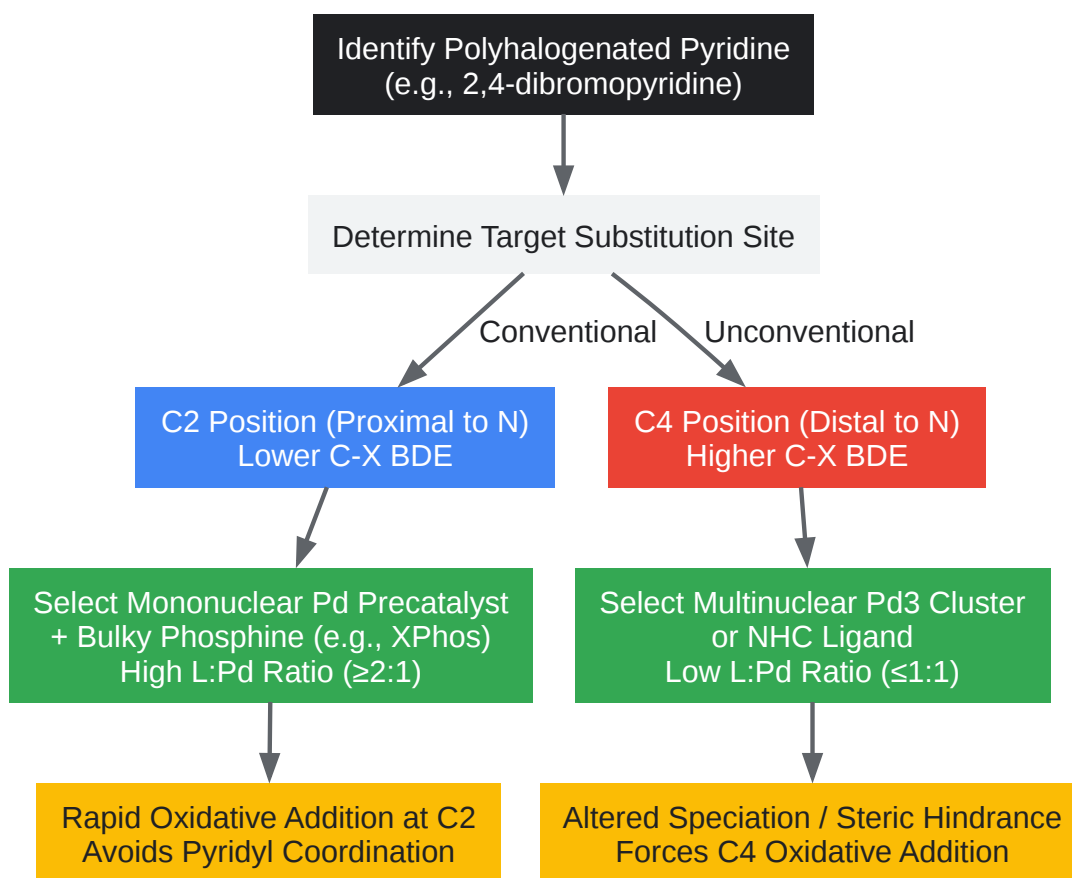 Identify Polyhalogenated Pyridine
(e.g., 2,4-dibromopyridine)
Determine Target Substitution Site
Conventional
Unconventional
C2 Position (Proximal to N)
Lower C-X BDE
C4 Position (Distal to N)
Higher C-X BDE
Select Mononuclear Pd Precatalyst
+ Bulky Phosphine (e.g., XPhos)
High L:Pd Ratio (≥2:1)
Select Multinuclear Pd3 Cluster
or NHC Ligand
Low L:Pd Ratio (≤1:1)
Rapid Oxidative Addition at C2
Avoids Pyridyl Coordination
Altered Speciation / Steric Hindrance
Forces C4 Oxidative Addition